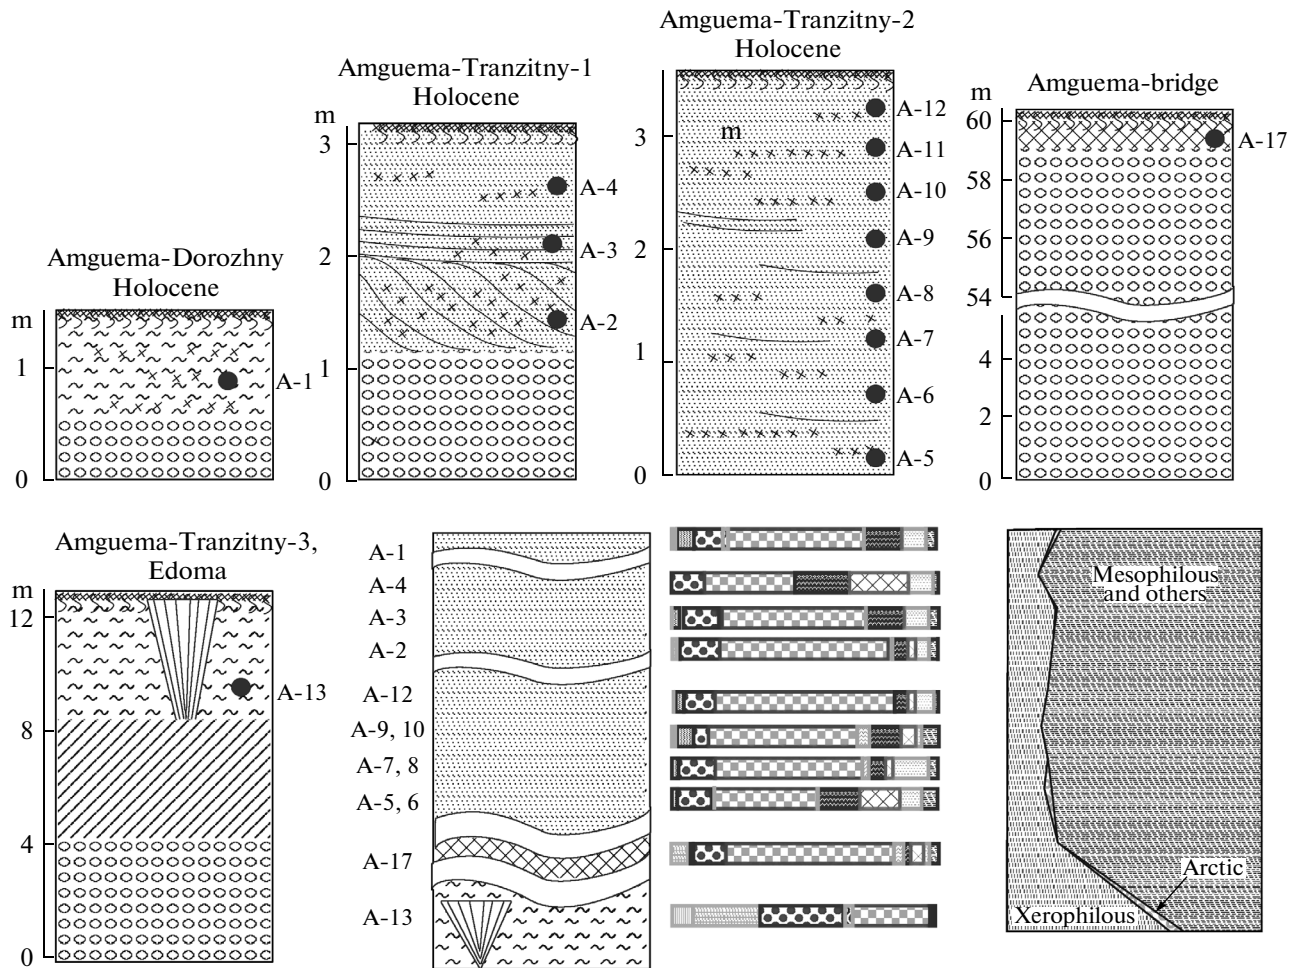 Amguema-Dorozhny
Holocene
m
1
0
A-1
Amguema-Tranzitny-1
Holocene
m
3
2
1
0
A-4
A-3
A-2
Amguema-Tranzitny-2
Holocene
m
3
2
1
0
A-12
A-11
A-10
A-9
A-8
A-7
A-6
A-5
Amguema-bridge
m
60
58
56
54
4
2
0
A-17
Amguema-Tranzitny-3,
Edoma
m
12
8
4
0
A-13
A-1
A-4
A-3
A-2
A-12
A-9, 10
A-7, 8
A-5, 6
A-17
A-13
Mesophilous
and others
Arctic
Xerophilous